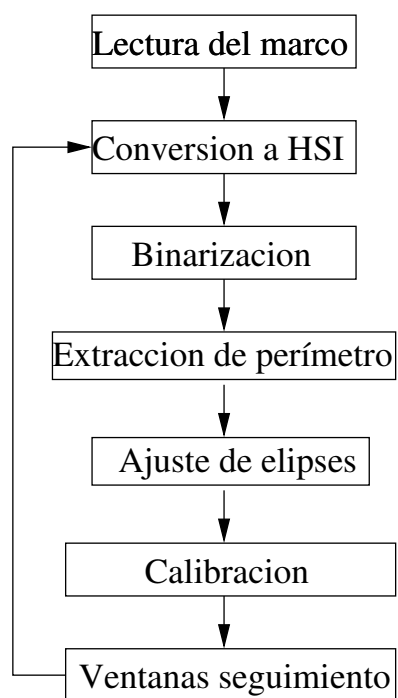 Lectura del marco
Conversion a HSI
Binarizacion
Extraccion de perímetro
Ajuste de elipses
Calibracion
Ventanas seguimiento